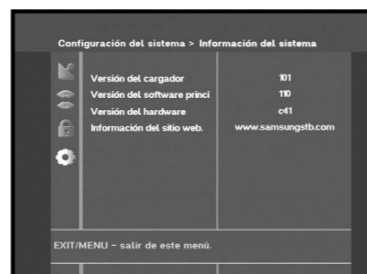 Configuración del sistema > Información del sistema
Versión del cargador 101
Versión del software princi 110
Versión del hardware c41
Información del sitio web. www.samsungstb.com
EXIT/MENU – salir de este menú.